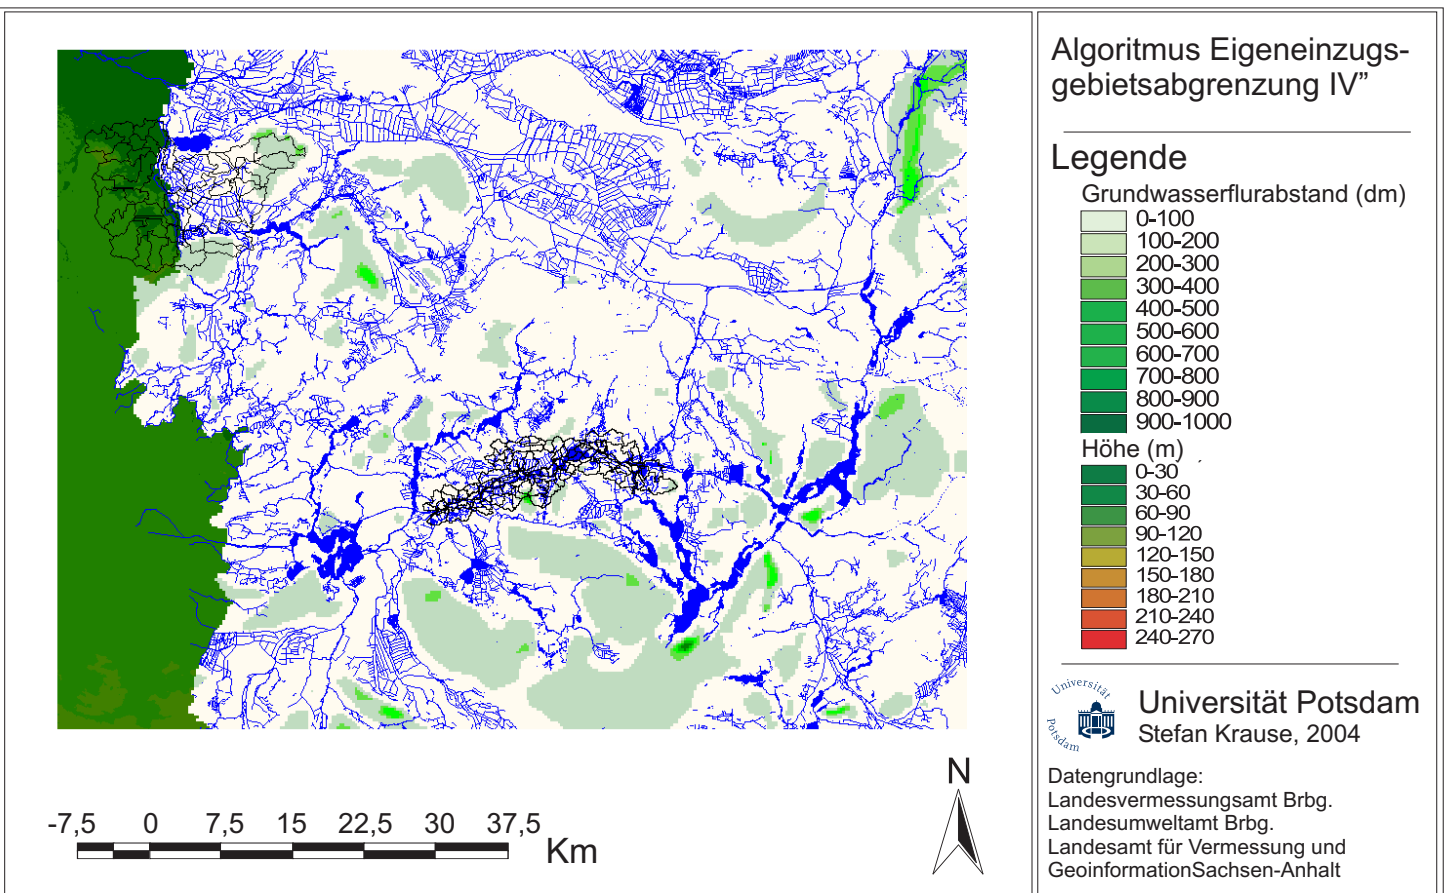 Algoritmus Eigeneinzugs-
gebietsabgrenzung IV”
Legende
Grundwasserflurabstand (dm)
0-100
100-200
200-300
300-400
400-500
500-600
600-700
700-800
800-900
900-1000
Höhe (m)
0-30
30-60
60-90
90-120
120-150
150-180
180-210
210-240
240-270
Universität
Potsdam
Universität Potsdam
Stefan Krause, 2004
Datengrundlage:
Landesvermessungsamt Brbg.
Landesumweltamt Brbg.
Landesamt für Vermessung und
GeoinformationSachsen-Anhalt
N
-7,5 0 7,5 15 22,5 30 37,5
Km